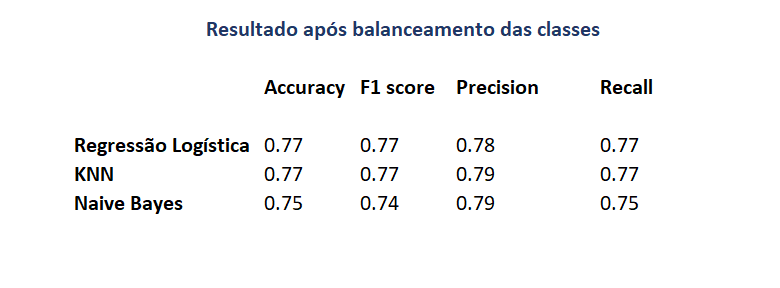 Resultado após balanceamento das classes
Accuracy F1 score Precision Recall
Regressão Logística 0.77 0.77 0.78 0.77
KNN 0.77 0.77 0.79 0.77
Naive Bayes 0.75 0.74 0.79 0.75